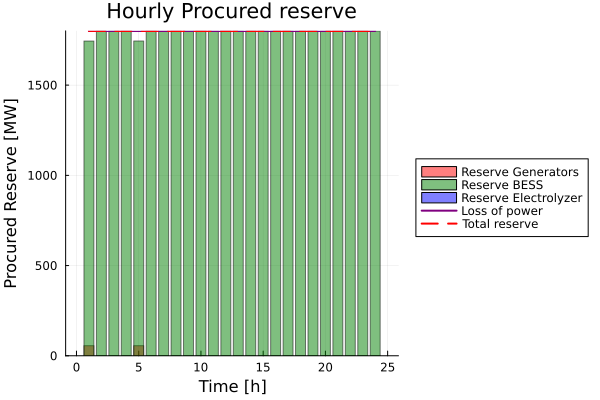 Hourly Procured reserve
Procured Reserve [MW]
1500
1000
500
0
0 5 10 15 20 25
Time [h]
Reserve Generators
Reserve BESS
Reserve Electrolyzer
Loss of power
Total reserve